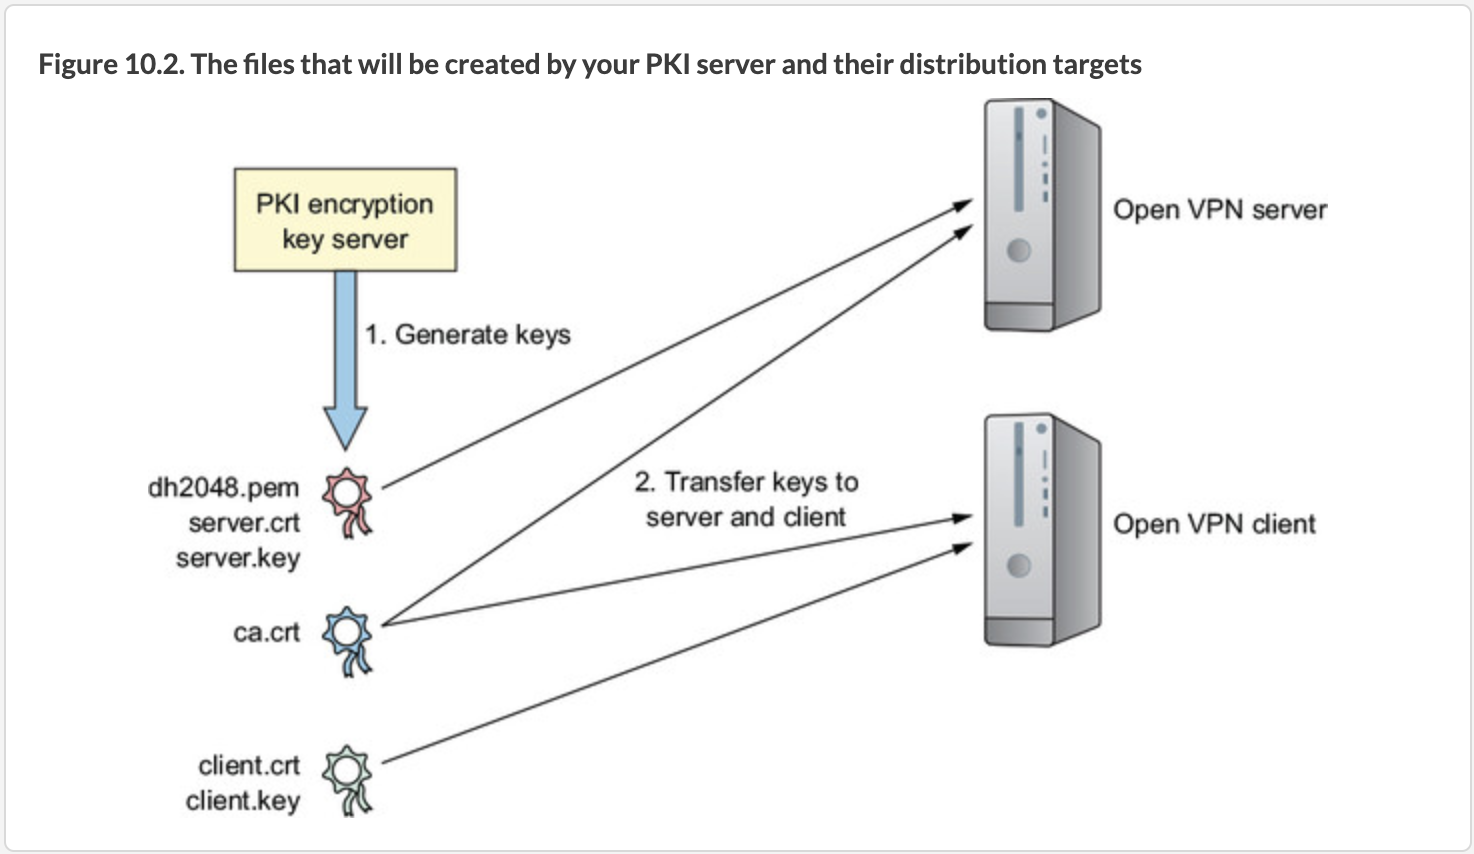 Figure 10.2. The files that will be created by your PKI server and their distribution targets
PKI encryption
key server
Open VPN server
1. Generate keys
dh2048.pem
server.crt
server.key
2. Transfer keys to
server and client
Open VPN client
ca.crt
client.crt
client.key